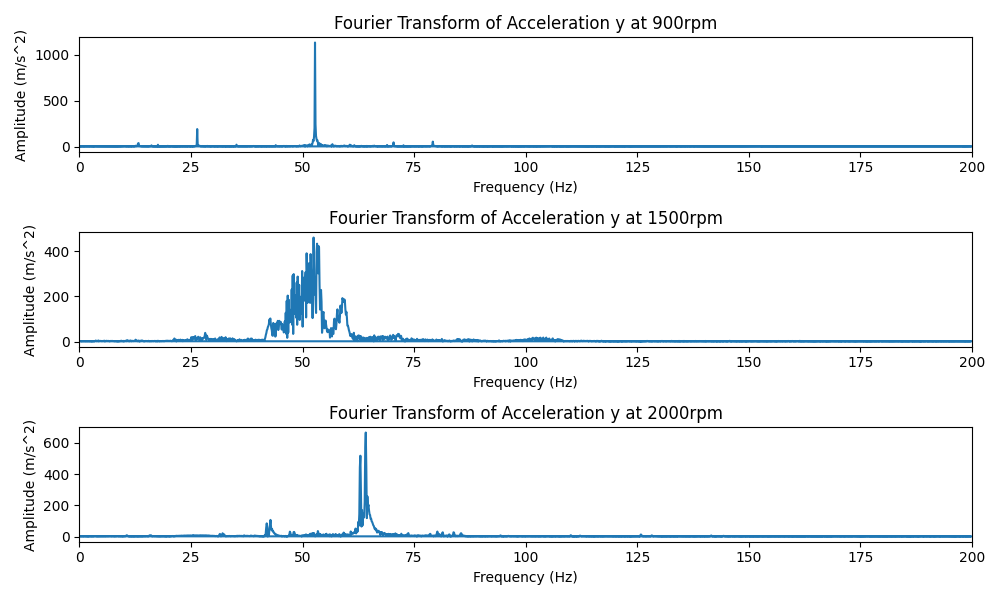 Fourier Transform of Acceleration y at 900rpm
Amplitude (m/s^2)
1000
500
0
0 25 50 75 100 125 150 175 200
Frequency (Hz)
Fourier Transform of Acceleration y at 1500rpm
Amplitude (m/s^2)
400
200
0
0 25 50 75 100 125 150 175 200
Frequency (Hz)
Fourier Transform of Acceleration y at 2000rpm
Amplitude (m/s^2)
600
400
200
0
0 25 50 75 100 125 150 175 200
Frequency (Hz)